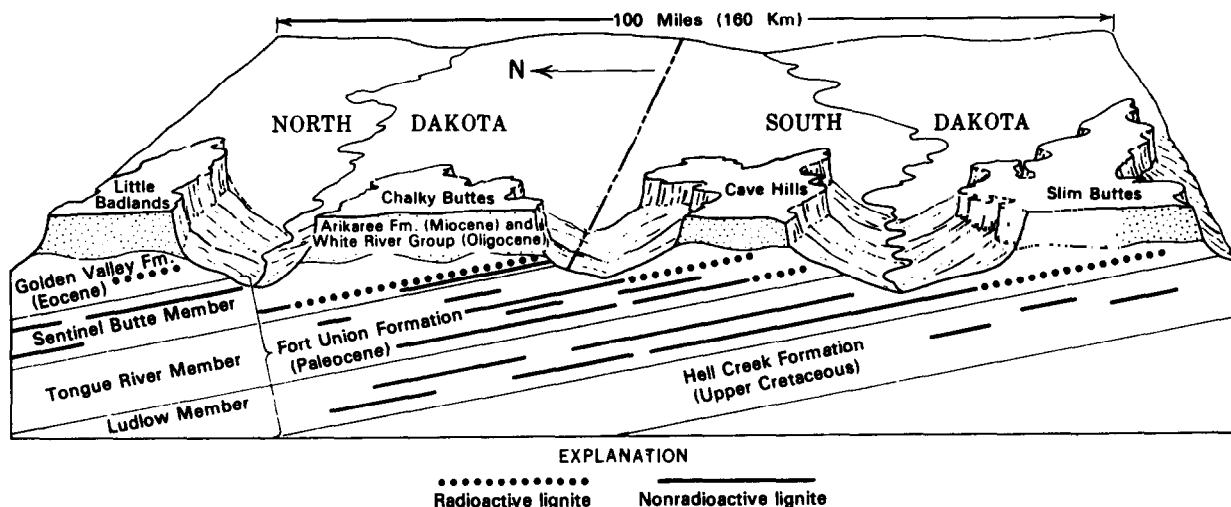 100 Miles (160 Km)
N
NORTH DAKOTA
SOUTH DAKOTA
Little
Badlands
Chalky Buttes
Cave Hills
Slim Buttes
Arikaree Fm. (Miocene) and
White River Group (Oligocene)
Golden Valley Fm.
(Eocene)
Sentinel Butte Member
Tongue River Member
Ludlow Member
Fort Union Formation
(Paleocene)
Hell Creek Formation
(Upper Cretaceous)
EXPLANATION
Radioactive lignite
Nonradioactive lignite